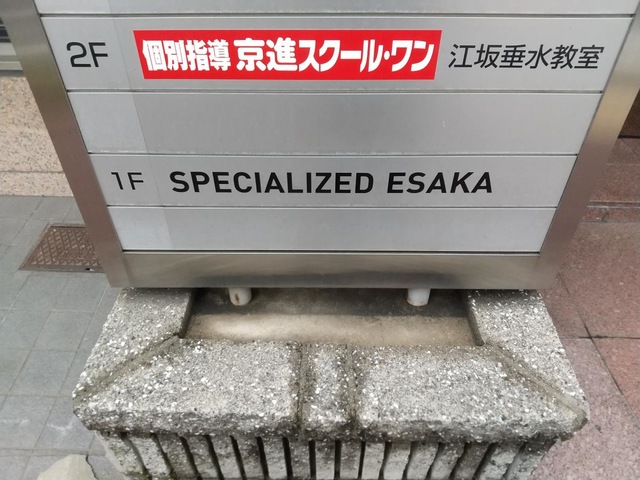 2F 個別指導 京進スクール・ワン 江坂垂水教室
1F SPECIALIZED ESAKA